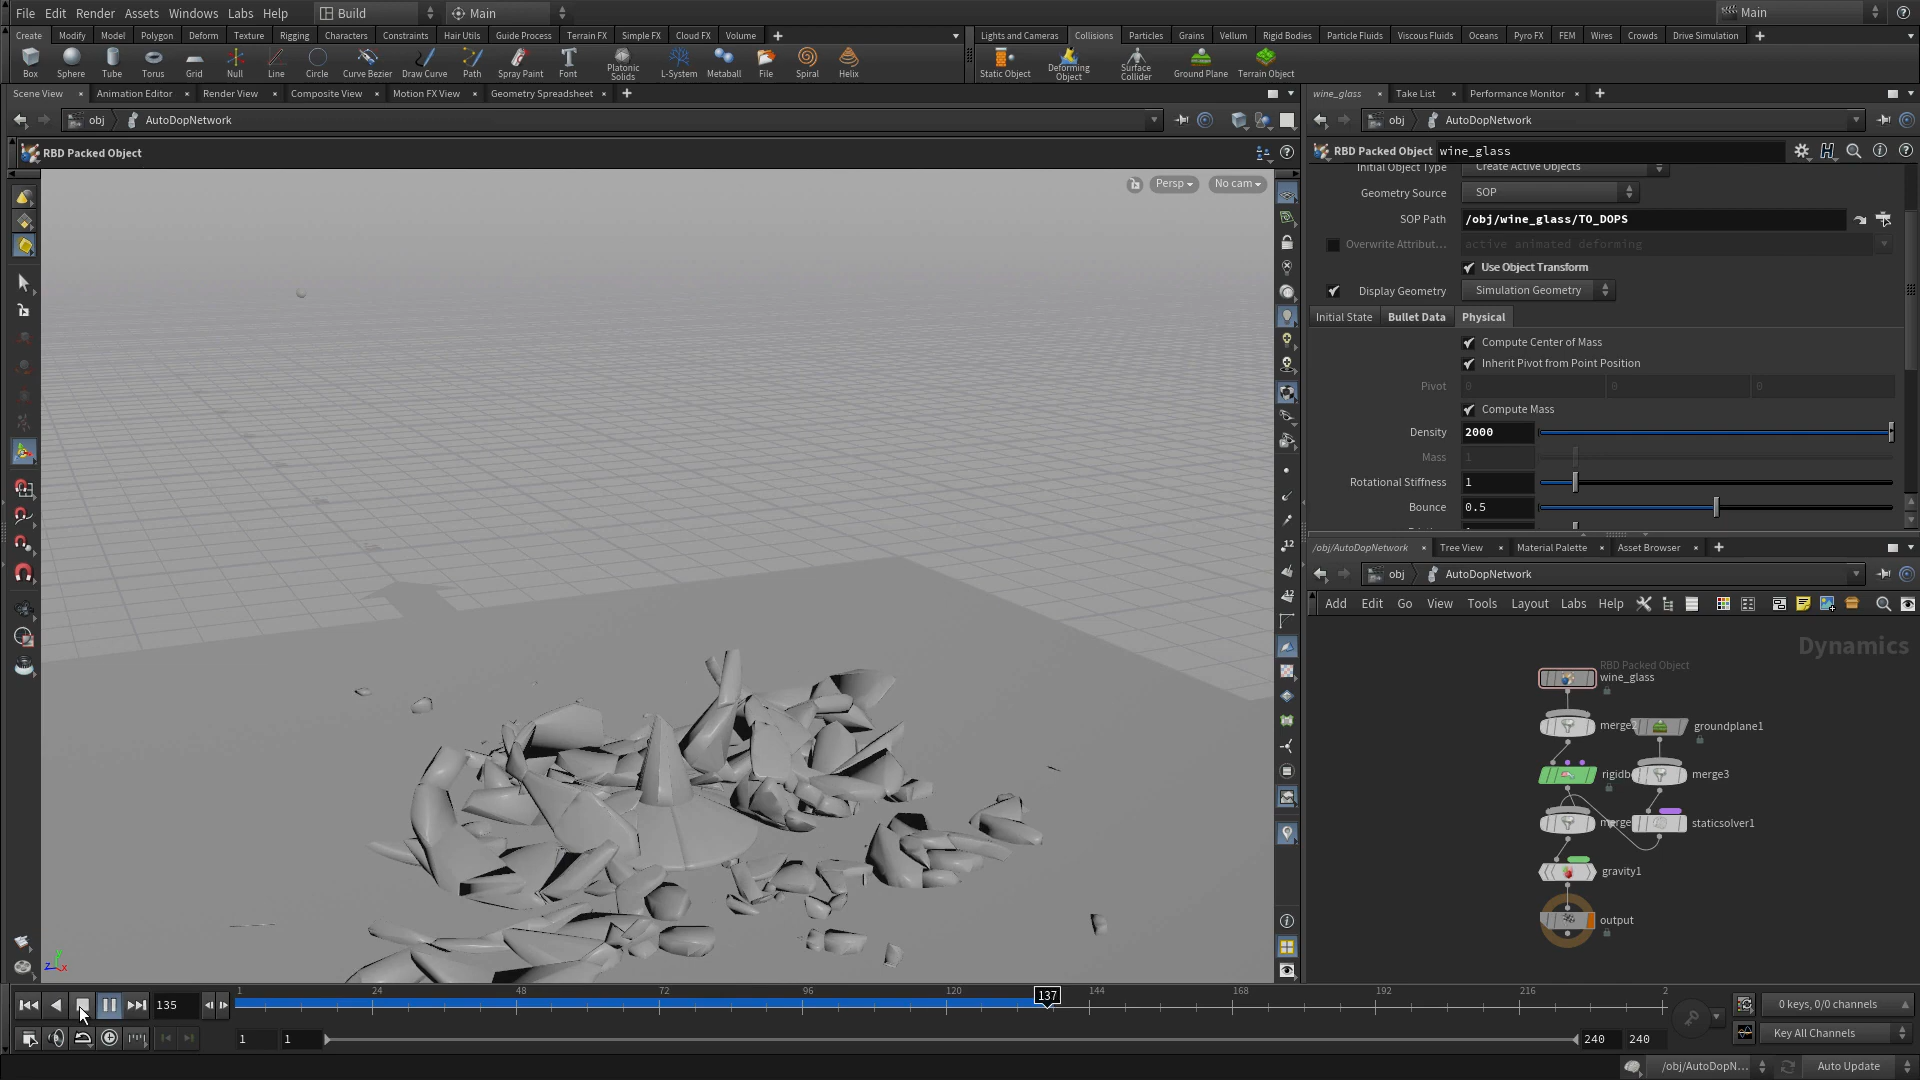 File Edit Render Assets Windows Labs Help Build Main Main
Create Modify Model Polygon Deform Texture Rigging Characters Constraints Hair Utils Guide Process Terrain FX Simple FX Cloud FX Volume
Lights and Cameras Collisions Particles Grains Vellum Rigid Bodies Particle Fluids Viscous Fluids Oceans Pyro FX FEM Wires Crowds Drive Simulation
Box Sphere Tube Torus Grid Null Line Circle Curve Bezier Draw Curve Path Spray Paint Font Platonic Solids L-System Metaball File Spiral Helix
Static Object Deforming Object Surface Collider Ground Plane Terrain Object
Scene View Animation Editor Render View Composite View Motion FX View Geometry Spreadsheet
wine_glass Take List Performance Monitor
obj AutoDopNetwork
obj AutoDopNetwork
RBD Packed Object
RBD Packed Object wine_glass
Persp No cam
Initial Object Type Create Active Objects
Geometry Source SOP
SOP Path /obj/wine_glass/TO_DOPS
Overwrite Attribut... active animated deforming
Use Object Transform
Display Geometry Simulation Geometry
Initial State Bullet Data Physical
Compute Center of Mass
Inherit Pivot from Point Position
Pivot 0 0 0
Compute Mass
Density 2000
Mass 1
Rotational Stiffness 1
Bounce 0.5
/obj/AutoDopNetwork Tree View Material Palette Asset Browser
obj AutoDopNetwork
Add Edit Go View Tools Layout Labs Help
Dynamics
RBD Packed Object
wine_glass
merge groundplane1
rigidb merge3
merge staticsolver1
gravity1
output
12
12
z y x
135 1 24 48 72 96 120 137 144 168 192 216 2
0 keys, 0/0 channels
1 1 240 240
Key All Channels
/obj/AutoDopN... Auto Update